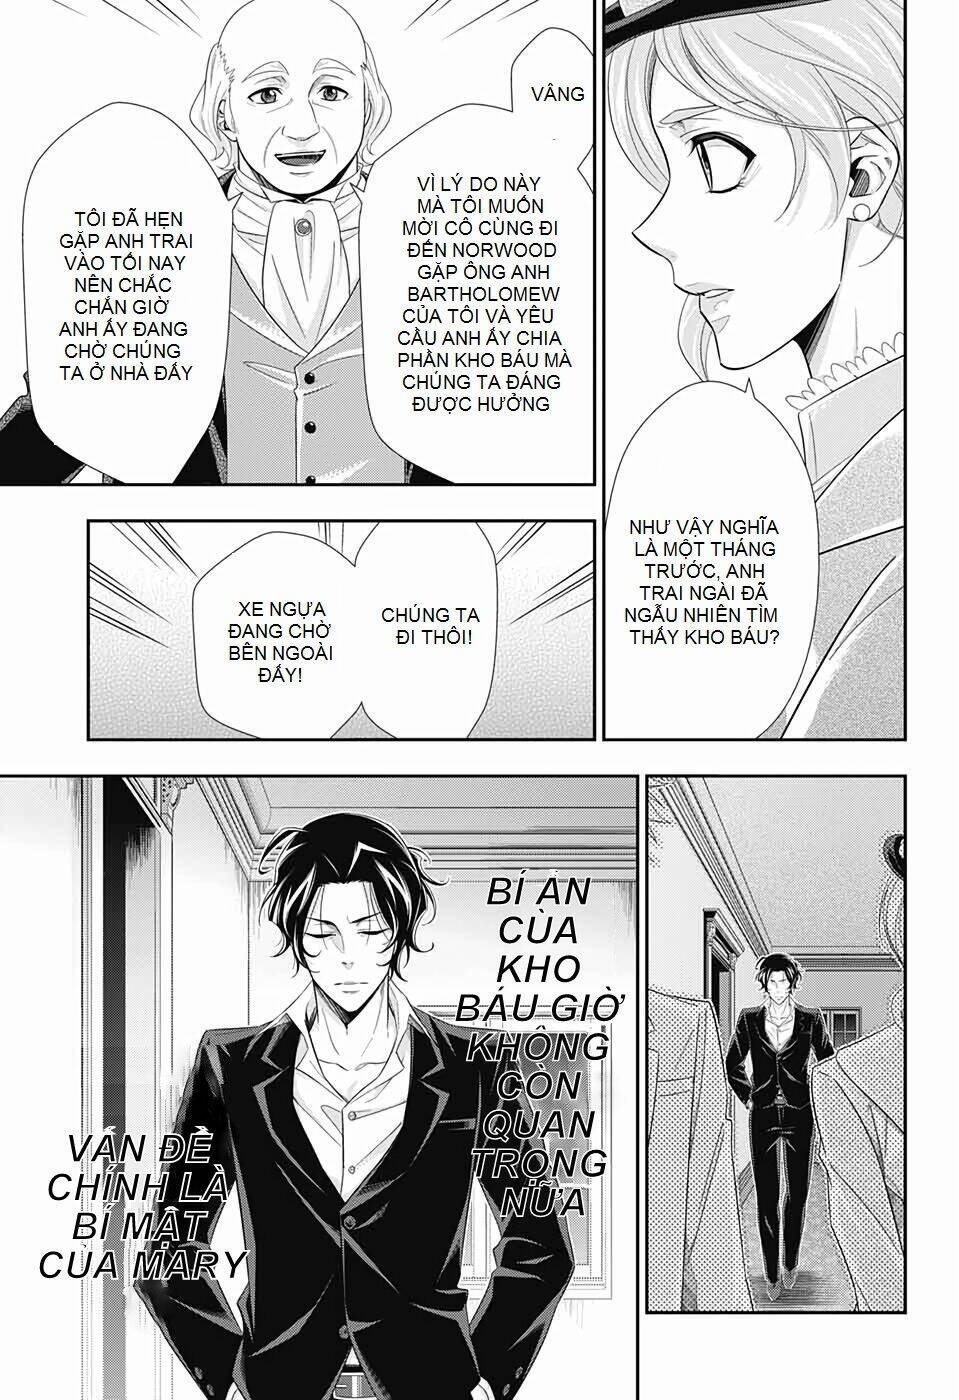 NHƯ VẬY NGHĨA
LÀ MỘT THÁNG
TRƯỚC, ANH
TRAI NGÀI ĐÃ
NGẪU NHIÊN TÌM
THẤY KHO BÁU?
VÂNG
VÌ LÝ DO NÀY
MÀ TÔI MUỐN
MỜI CÔ CÙNG ĐI
ĐẾN NORWOOD
GẶP ÔNG ANH
BARTHOLOMEW
CỦA TÔI VÀ YÊU
CẦU ANH ẤY CHIA
PHẦN KHO BÁU MÀ
CHÚNG TA ĐÁNG
ĐƯỢC HƯỞNG
TÔI ĐÃ HẸN
GẶP ANH TRAI
VÀO TỐI NAY
NÊN CHẮC
CHẮN GIỜ
ANH ẤY ĐANG
CHỜ CHÚNG
TA Ở NHÀ ĐẤY
CHÚNG TA
ĐI THÔI!
XE NGỰA
ĐANG CHỜ
BÊN NGOÀI
ĐẤY!
BÍ ẨN
CÙA
KHO
BÁU GIỜ
KHÔNG
CÒN
QUAN
TRỌNG
NỮA
VẤN ĐỀ
CHÍNH LÀ
BÍ MẬT
CUA MARY